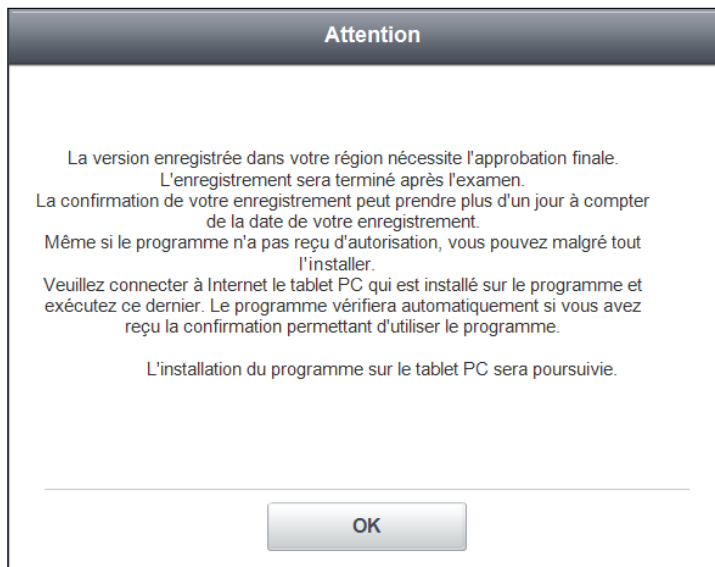 Attention
La version enregistrée dans votre région nécessite l'approbation finale.
L'enregistrement sera terminé après l'examen.
La confirmation de votre enregistrement peut prendre plus d'un jour à compter
de la date de votre enregistrement.
Même si le programme n'a pas reçu d'autorisation, vous pouvez malgré tout
l'installer.
Veuillez connecter à Internet le tablet PC qui est installé sur le programme et
exécutez ce dernier. Le programme vérifiera automatiquement si vous avez
reçu la confirmation permettant d'utiliser le programme.
L'installation du programme sur le tablet PC sera poursuivie.
OK